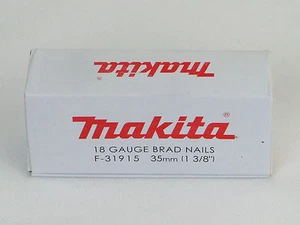 makita®
makita®
18 GAUGE BRAD NAILS
F-31915 35mm (1 3/8")